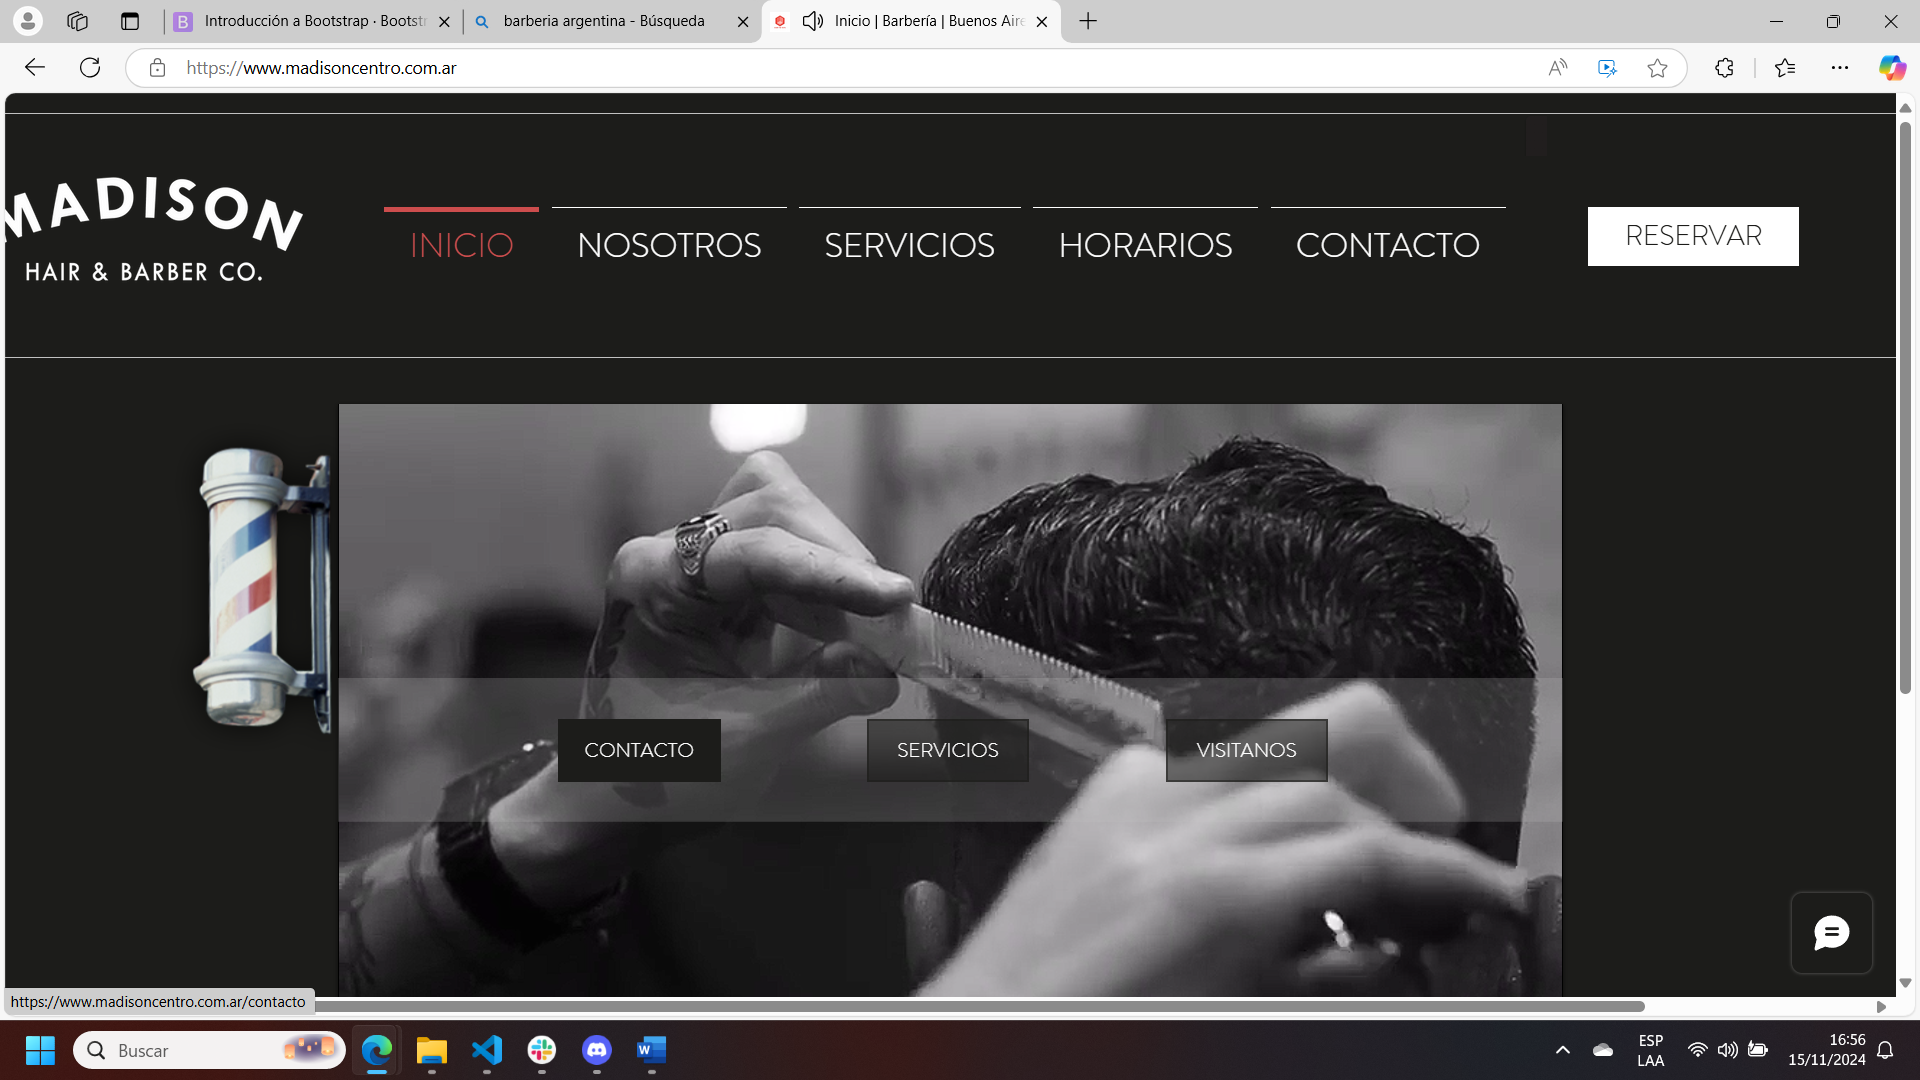 Introducción a Bootstrap · Bootstr
barberia argentina - Búsqueda
Inicio | Barbería | Buenos Aire
https://www.madisoncentro.com.ar
MADISON
HAIR & BARBER CO.
INICIO
NOSOTROS
SERVICIOS
HORARIOS
CONTACTO
RESERVAR
CONTACTO
SERVICIOS
VISITANOS
https://www.madisoncentro.com.ar/contacto
Buscar
ESP
LAA
16:56
15/11/2024